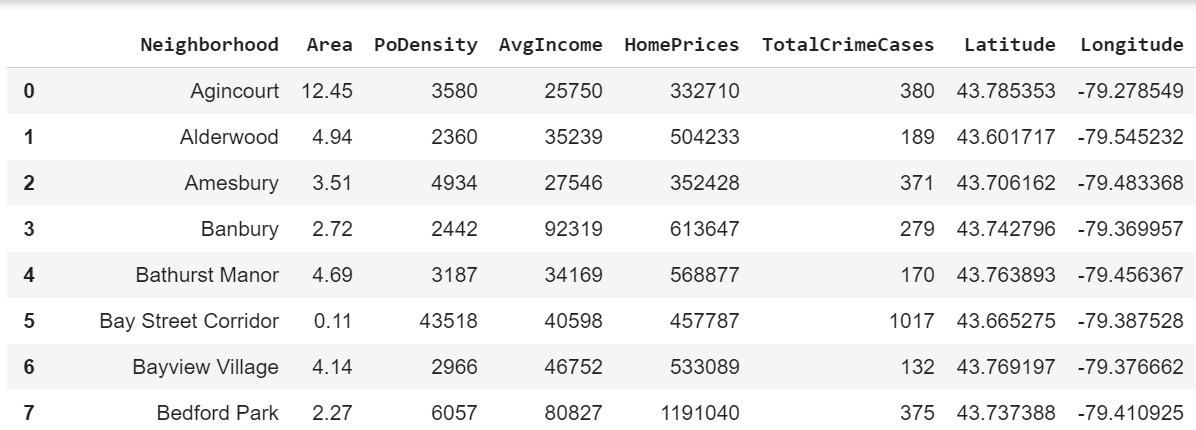 Neighborhood Area PoDensity AvgIncome HomePrices TotalCrimeCases Latitude Longitude
0 Agincourt 12.45 3580 25750 332710 380 43.785353 -79.278549
1 Alderwood 4.94 2360 35239 504233 189 43.601717 -79.545232
2 Amesbury 3.51 4934 27546 352428 371 43.706162 -79.483368
3 Banbury 2.72 2442 92319 613647 279 43.742796 -79.369957
4 Bathurst Manor 4.69 3187 34169 568877 170 43.763893 -79.456367
5 Bay Street Corridor 0.11 43518 40598 457787 1017 43.665275 -79.387528
6 Bayview Village 4.14 2966 46752 533089 132 43.769197 -79.376662
7 Bedford Park 2.27 6057 80827 1191040 375 43.737388 -79.410925